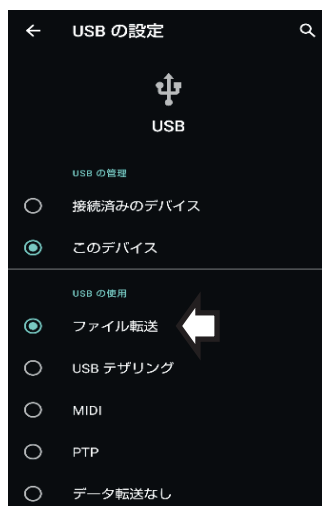 USB の設定
USB
USB の管理
接続済みのデバイス
このデバイス
USB の使用
ファイル転送
USB テザリング
MIDI
PTP
データ転送なし